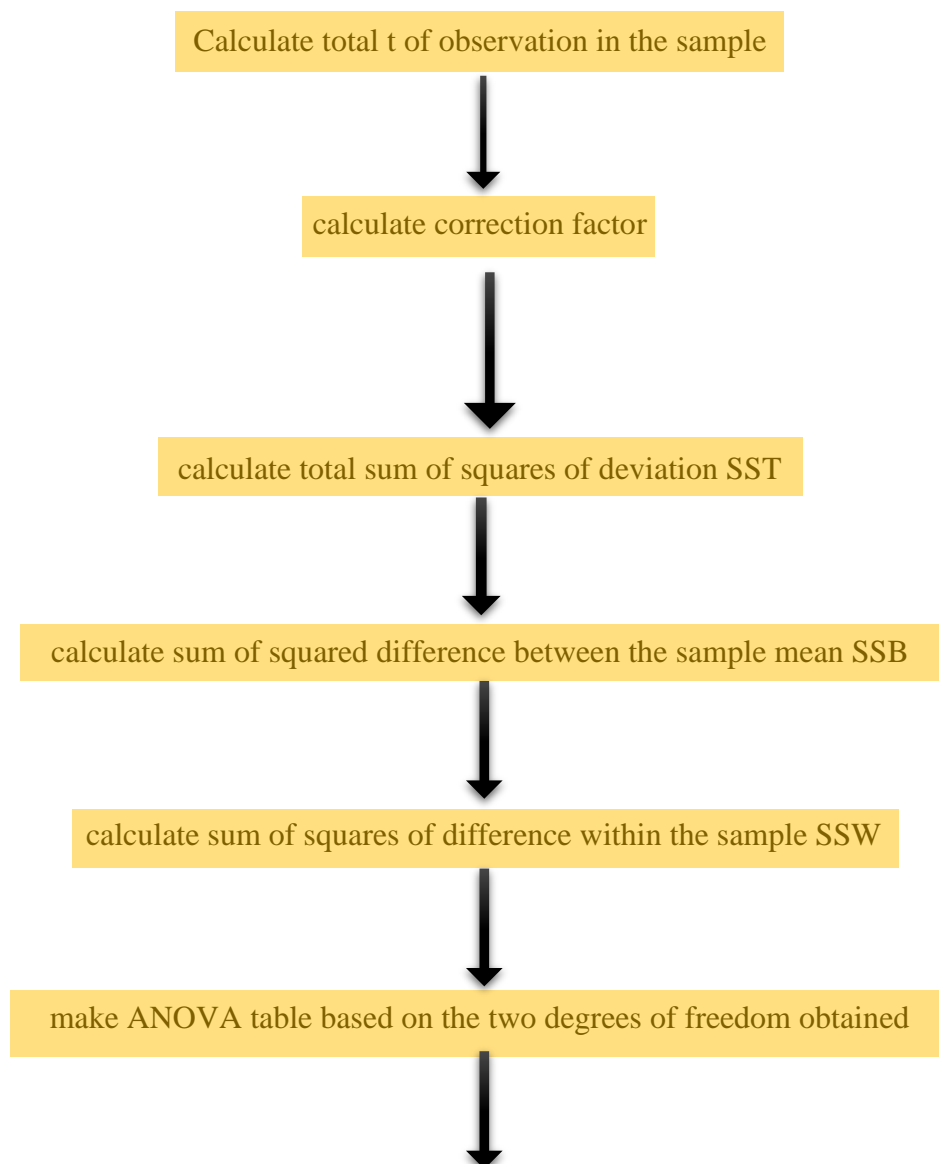 Calculate total t of observation in the sample
calculate correction factor
calculate total sum of squares of deviation SST
calculate sum of squared difference between the sample mean SSB
calculate sum of squares of difference within the sample SSW
make ANOVA table based on the two degrees of freedom obtained